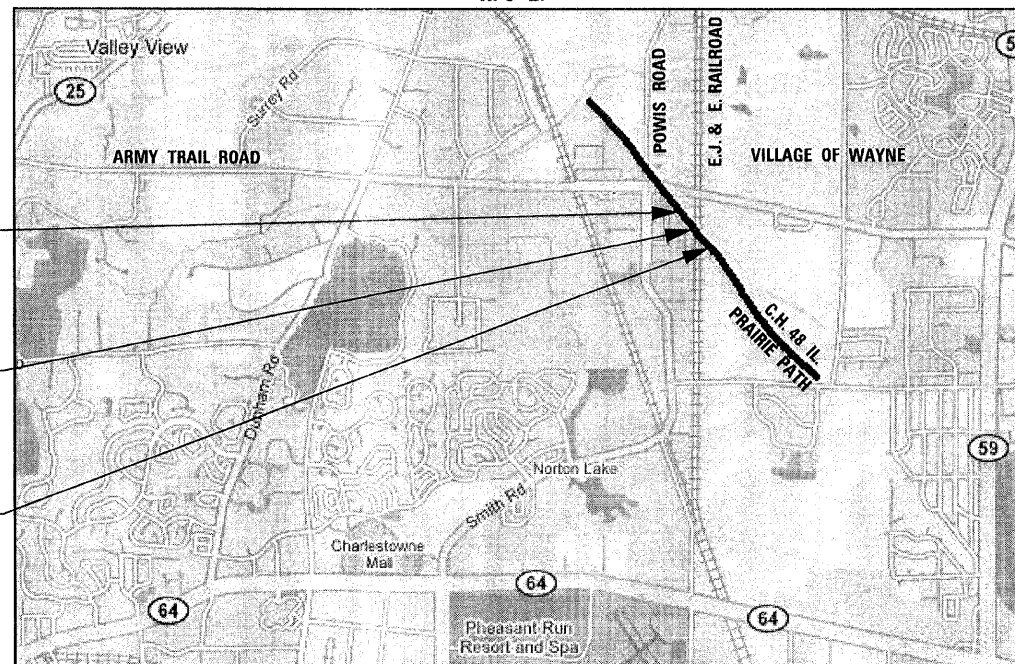 Valley View
25
Surrey Rd
ARMY TRAIL ROAD
POWIS ROAD
E.J. & E. RAILROAD
VILLAGE OF WAYNE
5
C.H. 48 IL.
PRAIRIE PATH
Dunham Rd
Norton Lake
Smith Rd
59
Charlestowne
Mall
64
64
64
Pheasant Run
Resort and Spa